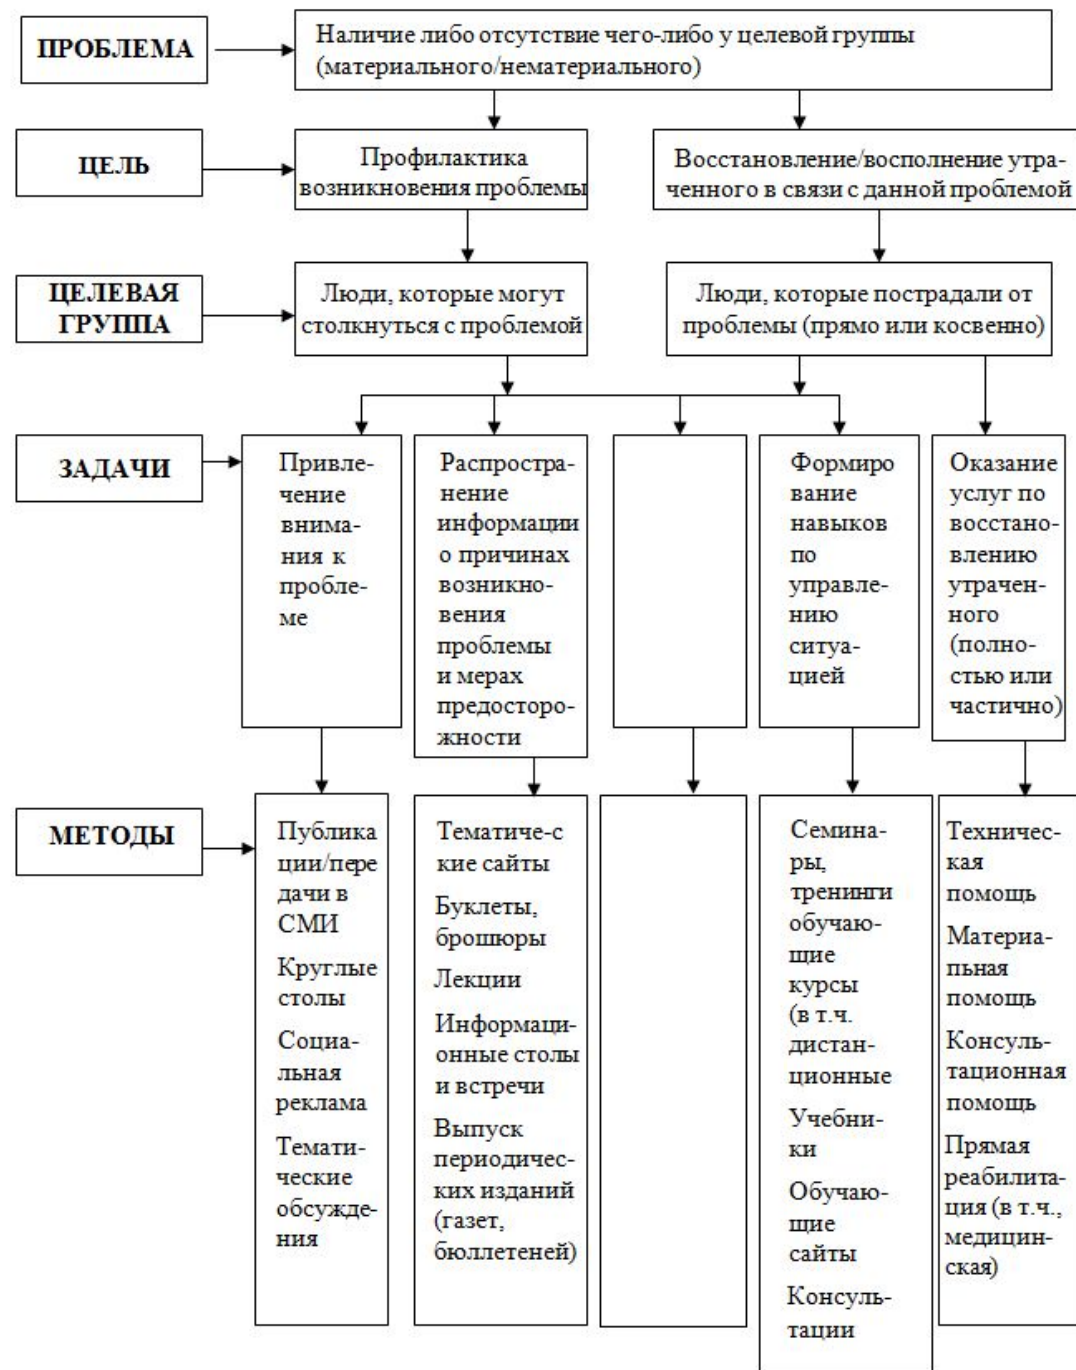 ПРОБЛЕМА
Наличие либо отсутствие чего-либо у целевой группы
(материального/нематериального)
ЦЕЛЬ
Профилактика
возникновения проблемы
Восстановление/восполнение утра-
ченного в связи с данной проблемой
ЦЕЛЕВАЯ
ГРУППА
Люди, которые могут
столкнуться с проблемой
Люди, которые пострадали от
проблемы (прямо или косвенно)
ЗАДАЧИ
Привле-
чение
внима-
ния к
пробле-
ме
Распростра-
нение
информации
о причинах
возникно-
вения
проблемы
и мерах
предосторо-
жности
Формиро
вание
навыков
по
управле-
нию
ситуа-
цией
Оказание
услуг по
восстано-
влению
утрачен-
ного
(полно-
стью или
частично)
МЕТОДЫ
Публика
ции/пере
дачи в
СМИ
Круглые
столы
Социа-
льная
реклама
Темати-
ческие
обсужде-
ния
Тематиче-с
кие сайты
Буклеты,
брошюры
Лекции
Информаци-
онные столы
и встречи
Выпуск
периодичес-
ких изданий
(газет,
бюллетеней)
Семина-
ры,
тренинги
обучаю-
щие
курсы
(в т.ч.
дистан-
ционные
Учебни-
ки
Обучаю-
щие
сайты
Консуль-
тации
Техничес-
кая
помощь
Материа-
льная
помощь
Консуль-
тационная
помощь
Прямая
реабилита-
ция (в т.ч.,
медицин-
ская)